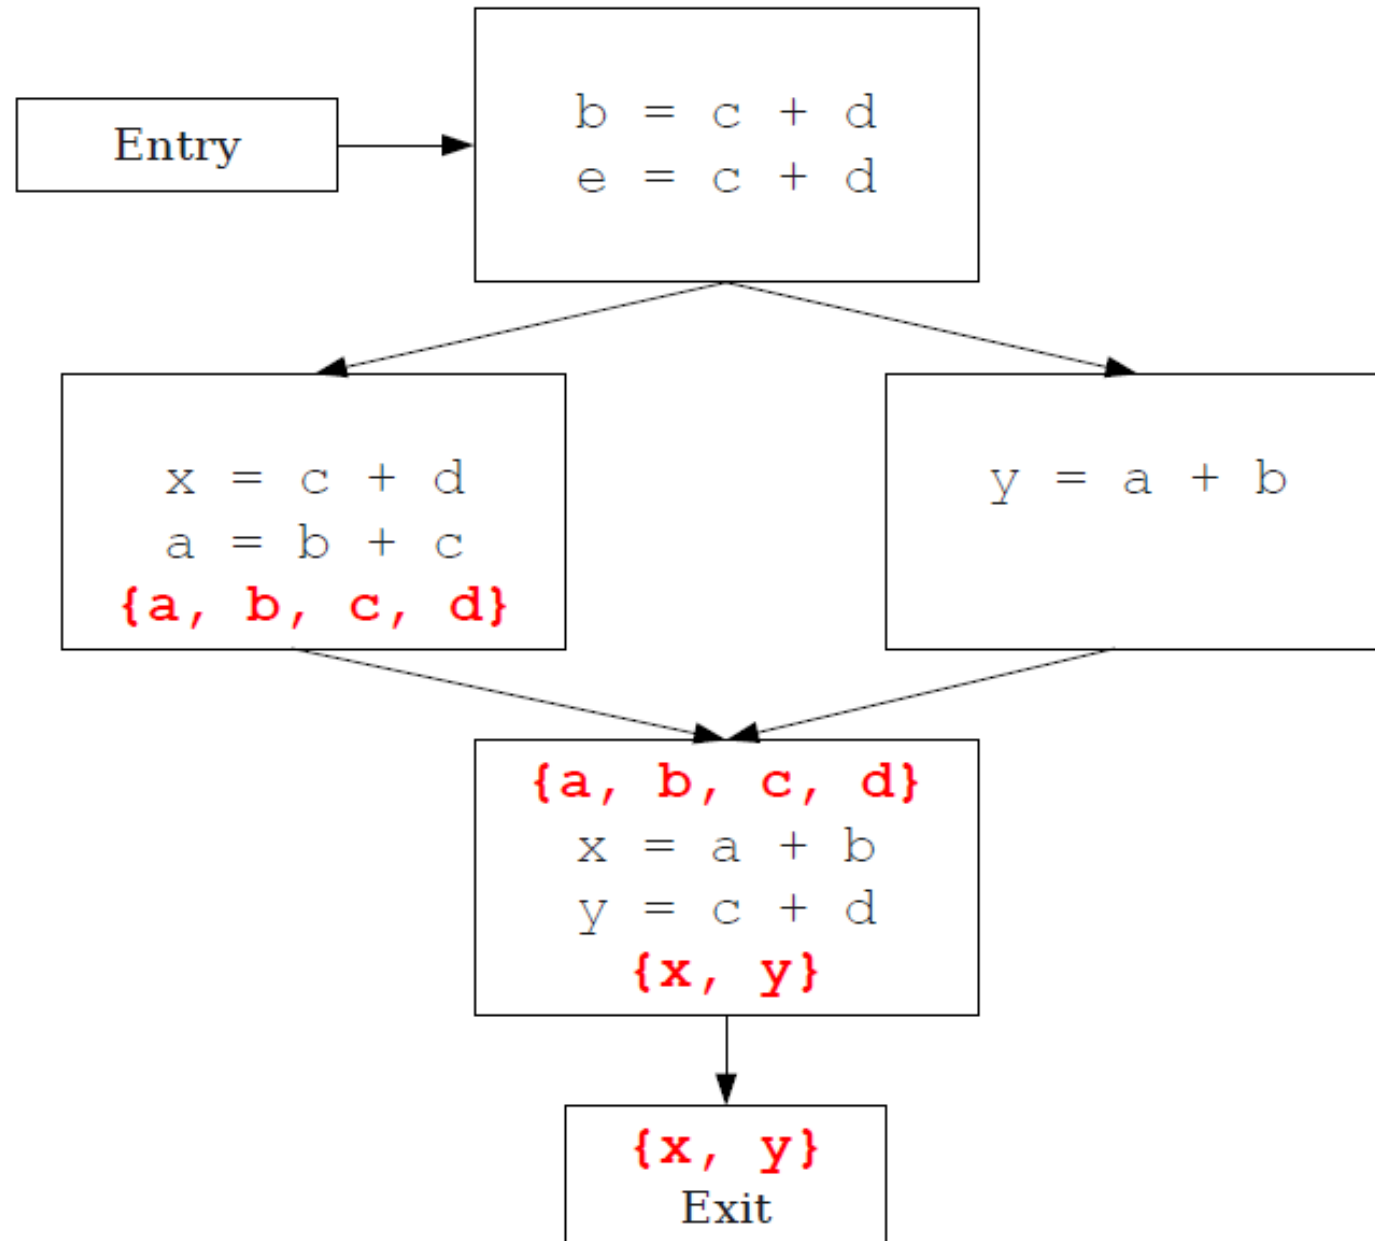 Entry
b = c + d
e = c + d
x = c + d
a = b + c
{a, b, c, d}
y = a + b
{a, b, c, d}
x = a + b
y = c + d
{x, y}
{x, y}
Exit